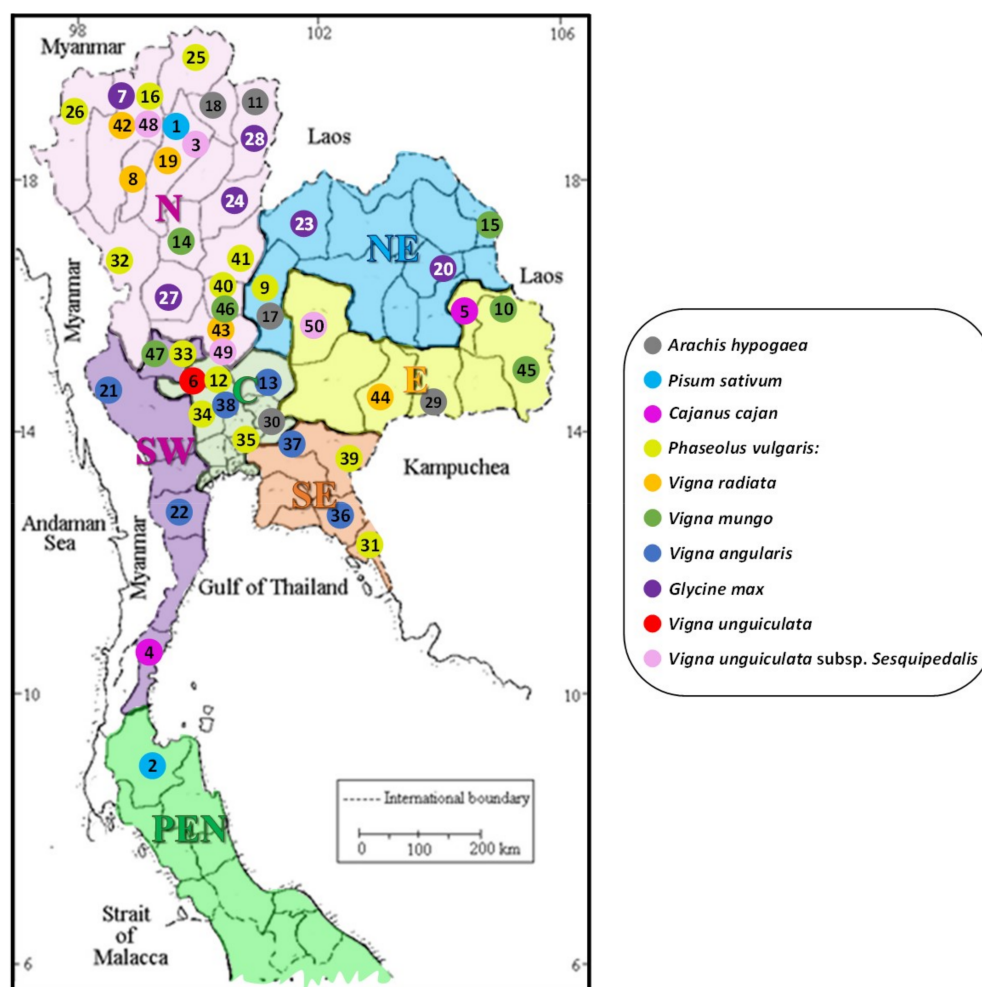 98
102
106
Myanmar
25
7
16
18
11
26
42
48
1
3
28
Laos
19
8
18
18
24
N
23
15
14
NE
32
41
20
Laos
40
9
27
46
17
5
10
Myanmar
43
50
47
33
49
45
6
12
13
21
C
E
38
44
29
34
30
14
14
35
37
SW
39
Kampuchea
SE
22
36
Andaman
Sea
Myanmar
31
Gulf of Thailand
4
10
10
2
International boundary
PEN
0 100 200 km
Strait
of
Malacca
6
6
Arachis hypogaea
Pisum sativum
Cajanus cajan
Phaseolus vulgaris:
Vigna radiata
Vigna mungo
Vigna angularis
Glycine max
Vigna unguiculata
Vigna unguiculata subsp. Sesquipedalis